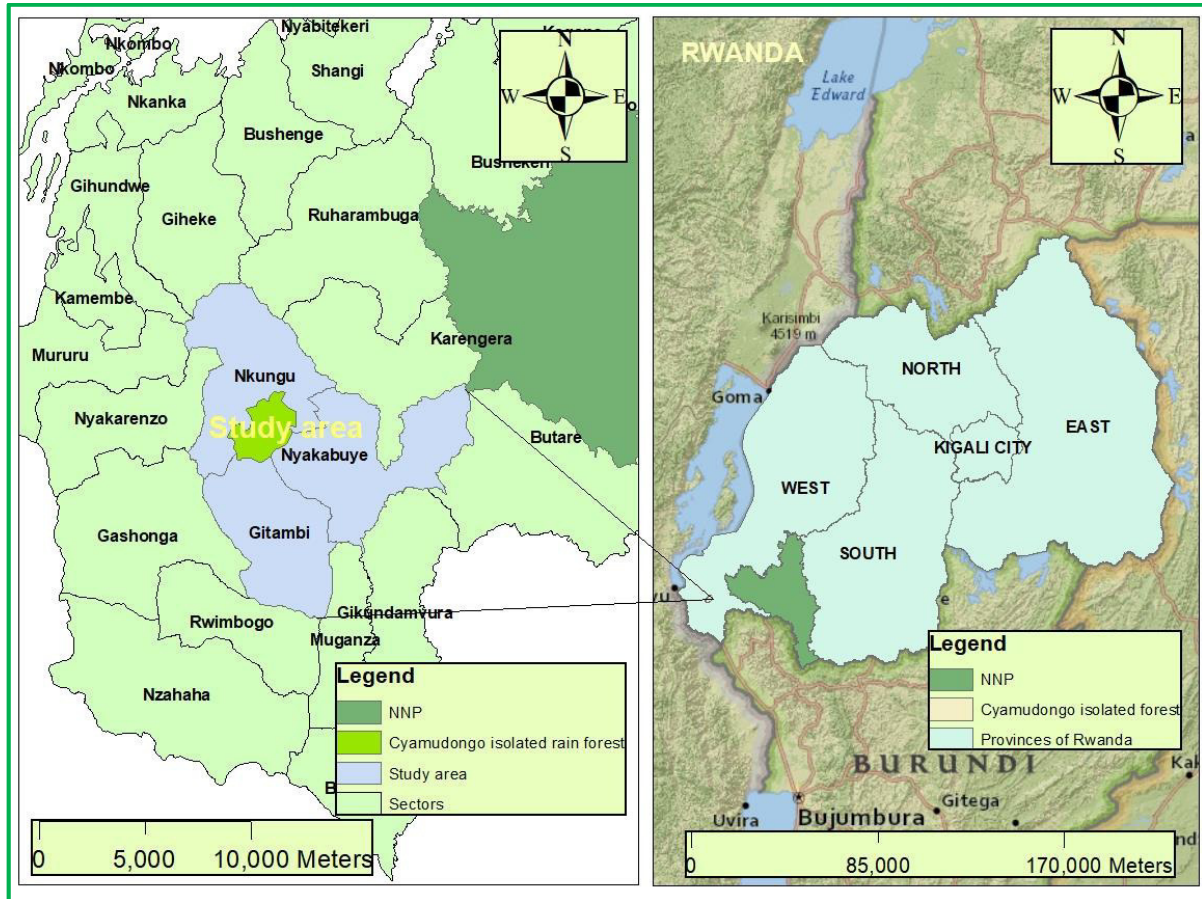 Nyabitekeri
Nkombo
Nkombo
Shangi
Nkanka
Bushenge
Bushekeri
Gihundwe
Giheke
Ruharambuga
Kamembe
Karengera
Mururu
Nkungu
Nyakarenzo
Study area
Butare
Nyakabuye
Gashonga
Gitambi
Rwimbogo
Gikundamvura
Muganza
Nzahaha
N
W E
S
Legend
NNP
Cyamudongo isolated rain forest
Study area
Sectors
0 5,000 10,000 Meters
RWANDA
Lake
Edward
N
W E
S
Karisimbi
4519 m
Goma
NORTH
EAST
KIGALI CITY
WEST
SOUTH
Legend
NNP
Cyamudongo isolated forest
Provinces of Rwanda
BURUNDI
Gitega
Uvira
Bujumbura
0 85,000 170,000 Meters